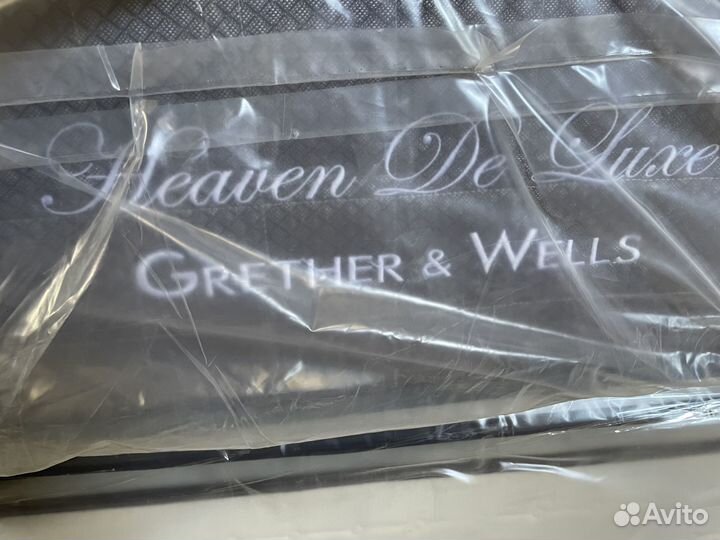 Heaven De Luxe
GRETHER & WELLS
Avito